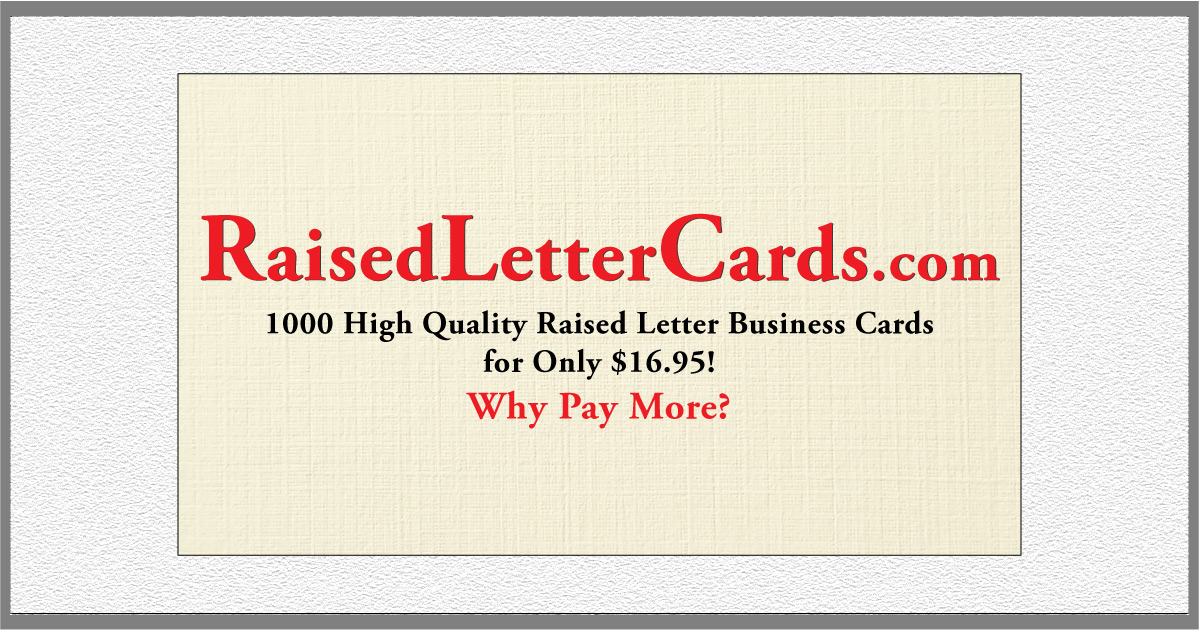 RaisedLetterCards.com
1000 High Quality Raised Letter Business Cards
for Only $16.95!
Why Pay More?